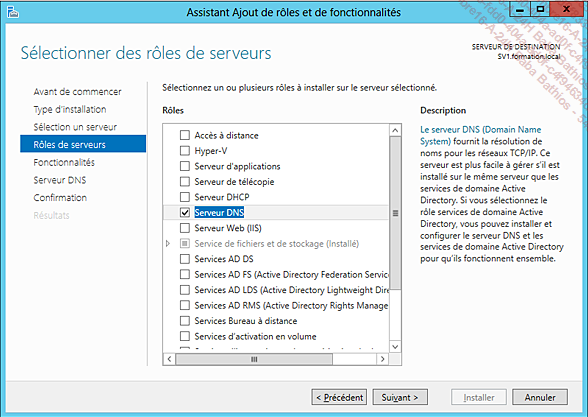 Assistant Ajout de rôles et de fonctionnalités
Sélectionner des rôles de serveurs
SERVEUR DE DESTINATION
SV1.formation.local
Avant de commencer
Type d'installation
Sélection un serveur
Rôles de serveurs
Fonctionnalités
Serveur DNS
Confirmation
Résultats
Sélectionnez un ou plusieurs rôles à installer sur le serveur sélectionné.
Rôles
Accès à distance
Hyper-V
Serveur d'applications
Serveur de télécopie
Serveur DHCP
Serveur DNS
Serveur Web (IIS)
Service de fichiers et de stockage (Installé)
Services AD DS
Services AD FS (Active Directory Federation Service
Services AD LDS (Active Directory Lightweight Dire
Services AD RMS (Active Directory Rights Manage
Services Bureau à distance
Services d'activation en volume
Description
Le serveur DNS (Domain Name
System) fournit la résolution de
noms pour les réseaux TCP/IP. Ce
serveur est plus facile à gérer s'il est
installé sur le même serveur que les
services de domaine Active
Directory. Si vous sélectionnez le
rôle services de domaine Active
Directory, vous pouvez installer et
configurer le serveur DNS et les
services de domaine Active Directory
pour qu'ils fonctionnent ensemble.
< Précédent
Suivant >
Installer
Annuler